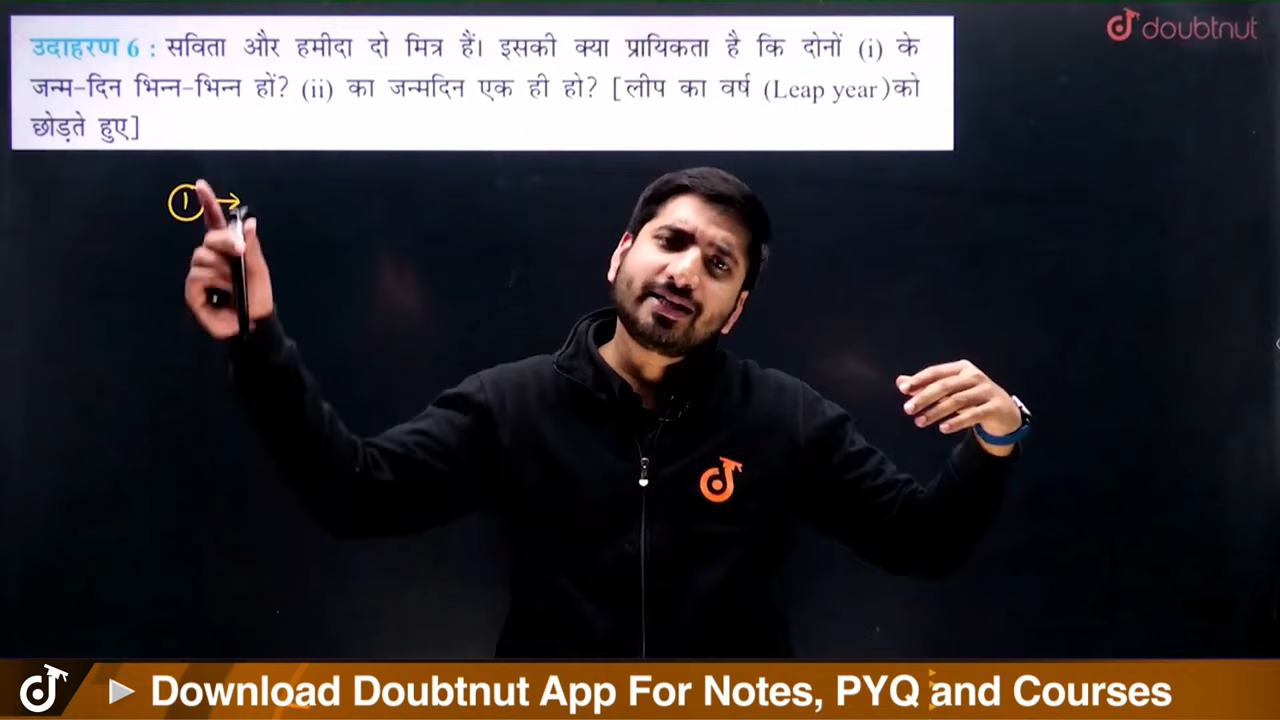 doubtnut
उदाहरण 6 : सविता और हमीदा दो मित्र हैं। इसकी क्या प्रायिकता है कि दोनों (i) के
जन्म-दिन भिन्न-भिन्न हों? (ii) का जन्मदिन एक ही हो? [लीप का वर्ष (Leap year)को
छोड़ते हुए]
1 →
Download Doubtnut App For Notes, PYQ and Courses